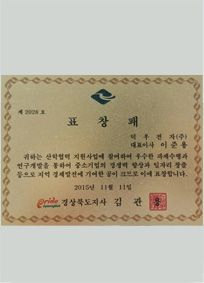 제 2028 호
표 창 패
덕 우 전 자(주)
대표이사 이 준 용
귀하는 산학협력 지원사업에 참여하여 우수한 과제수행과
연구개발을 통하여 중소기업의 경쟁력 향상과 일자리 창출
등으로 지역 경제발전에 기여한 공이 크므로 이에 표창합니다.
2015년 11월 11일
Pride
경상북도지사 김 관